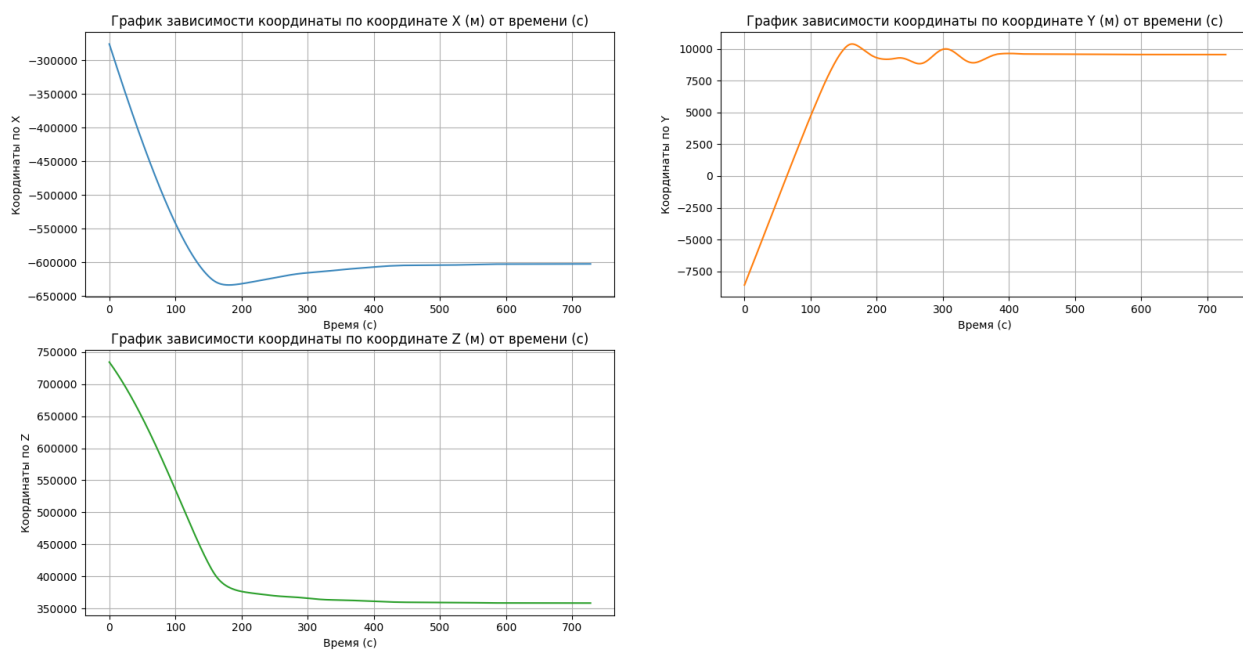 График зависимости координаты по координате X (м) от времени (с)
Координаты по X
−300000
−350000
−400000
−450000
−500000
−550000
−600000
−650000
0 100 200 300 400 500 600 700
Время (с)
График зависимости координаты по координате Y (м) от времени (с)
Координаты по Y
10000
7500
5000
2500
0
−2500
−5000
−7500
0 100 200 300 400 500 600 700
Время (с)
График зависимости координаты по координате Z (м) от времени (с)
Координаты по Z
750000
700000
650000
600000
550000
500000
450000
400000
350000
0 100 200 300 400 500 600 700
Время (с)